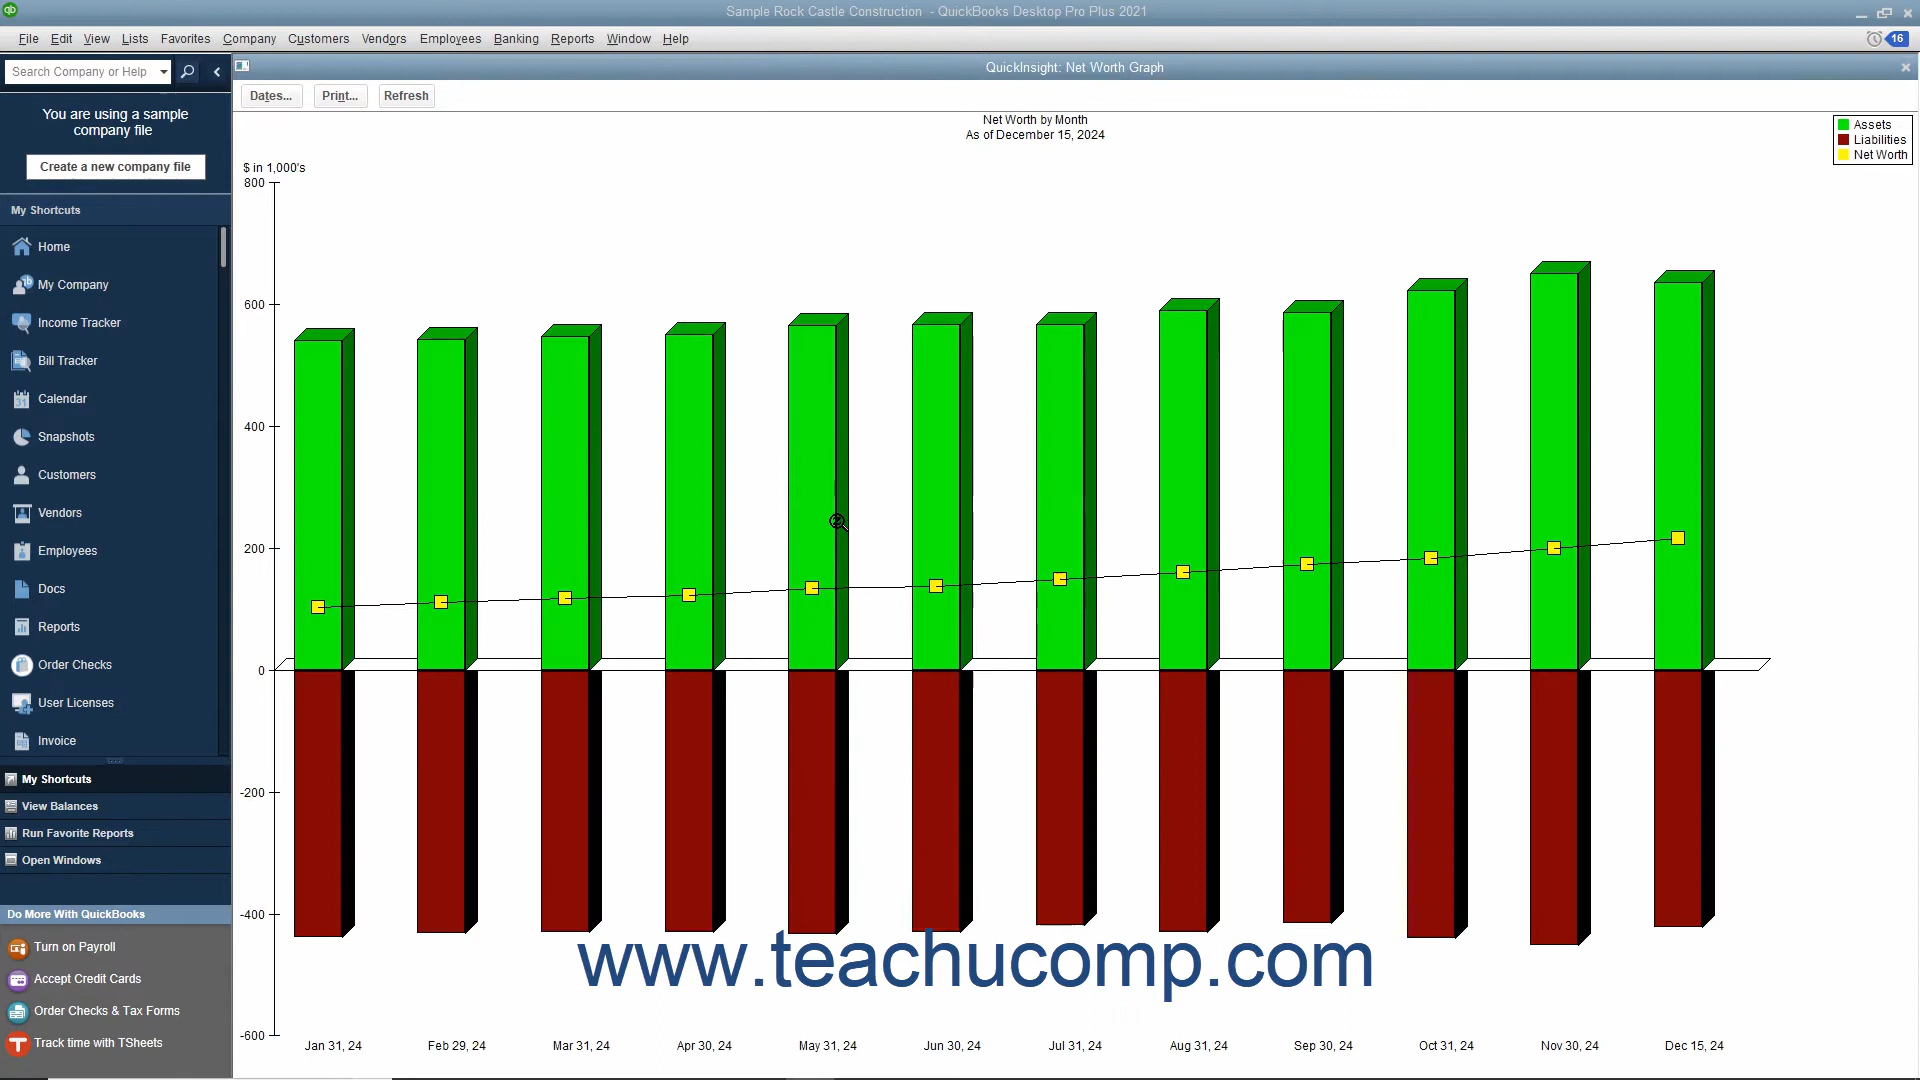 Sample Rock Castle Construction - QuickBooks Desktop Pro Plus 2021
File Edit View Lists Favorites Company Customers Vendors Employees Banking Reports Window Help
16
Search Company or Help
QuickInsight: Net Worth Graph
Dates... Print... Refresh
You are using a sample
company file
Create a new company file
My Shortcuts
Home
My Company
Income Tracker
Bill Tracker
Calendar
Snapshots
Customers
Vendors
Employees
Docs
Reports
Order Checks
User Licenses
Invoice
My Shortcuts
View Balances
Run Favorite Reports
Open Windows
Do More With QuickBooks
Turn on Payroll
Accept Credit Cards
Order Checks & Tax Forms
Track time with TSheets
Net Worth by Month
As of December 15, 2024
Assets
Liabilities
Net Worth
$ in 1,000's
800
600
400
200
0
-200
-400
-600
Jan 31, 24 Feb 29, 24 Mar 31, 24 Apr 30, 24 May 31, 24 Jun 30, 24 Jul 31, 24 Aug 31, 24 Sep 30, 24 Oct 31, 24 Nov 30, 24 Dec 15, 24
www.teachucomp.com